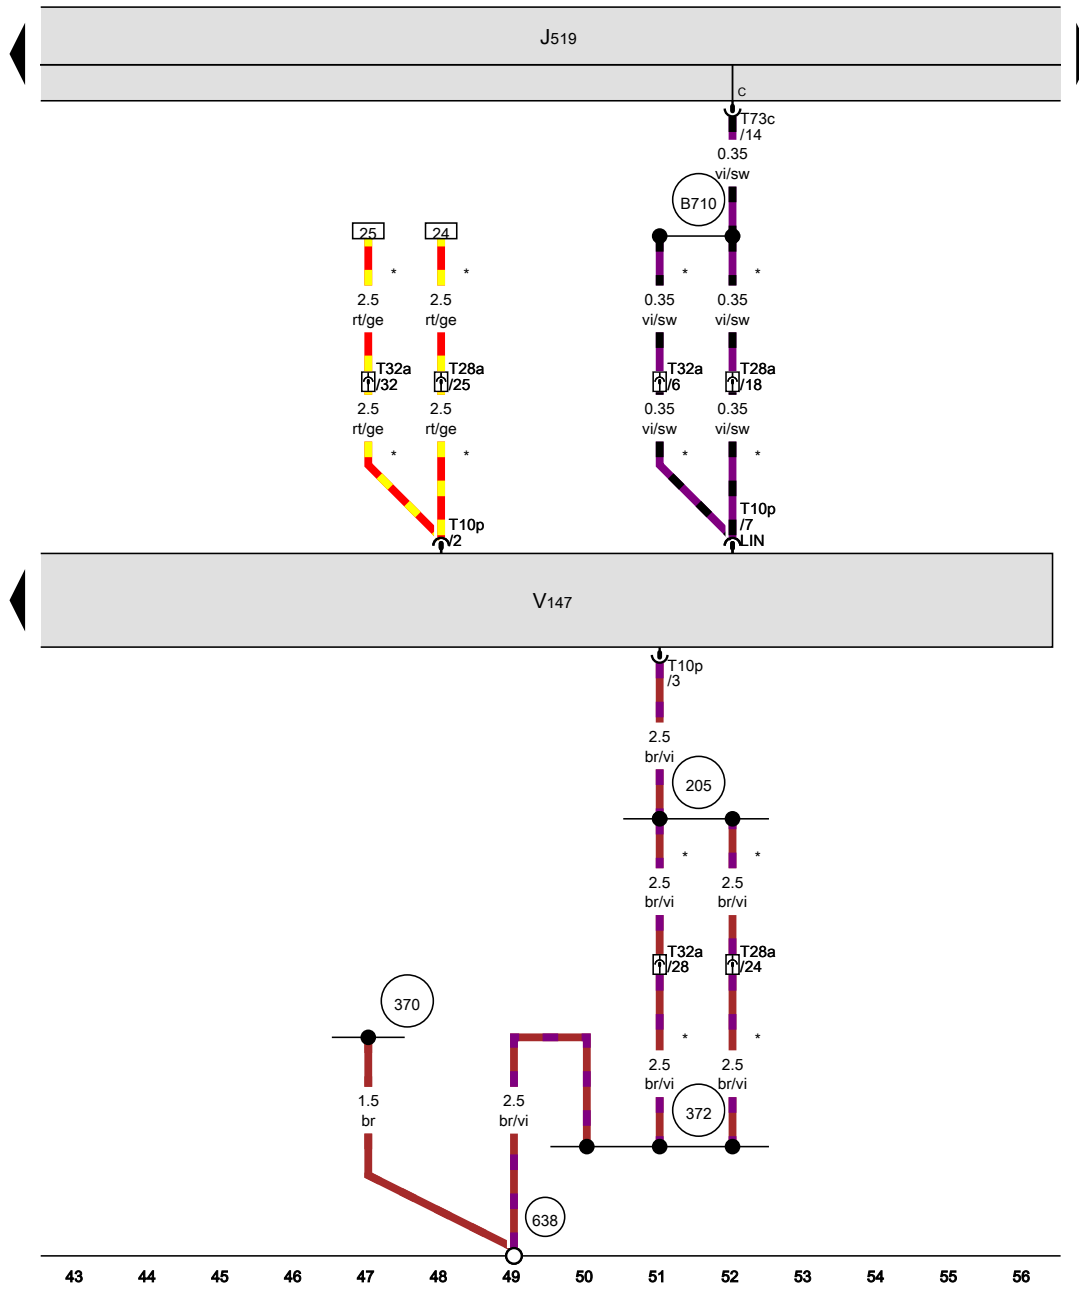 J519
c
T73c
/14
0.35
vi/sw
B710
25 24
* * * *
2.5 2.5 0.35 0.35
rt/ge rt/ge vi/sw vi/sw
T32a T28a T32a T28a
/32 /25 /6 /18
2.5 2.5 0.35 0.35
rt/ge rt/ge vi/sw vi/sw
* * * *
T10p T10p
/2 /7
LIN
V147
T10p
/3
2.5
br/vi
205
* *
2.5 2.5
br/vi br/vi
T32a T28a
/28 /24
370
* *
2.5 2.5
br/vi br/vi
1.5 2.5
br br/vi
372
638
43 44 45 46 47 48 49 50 51 52 53 54 55 56